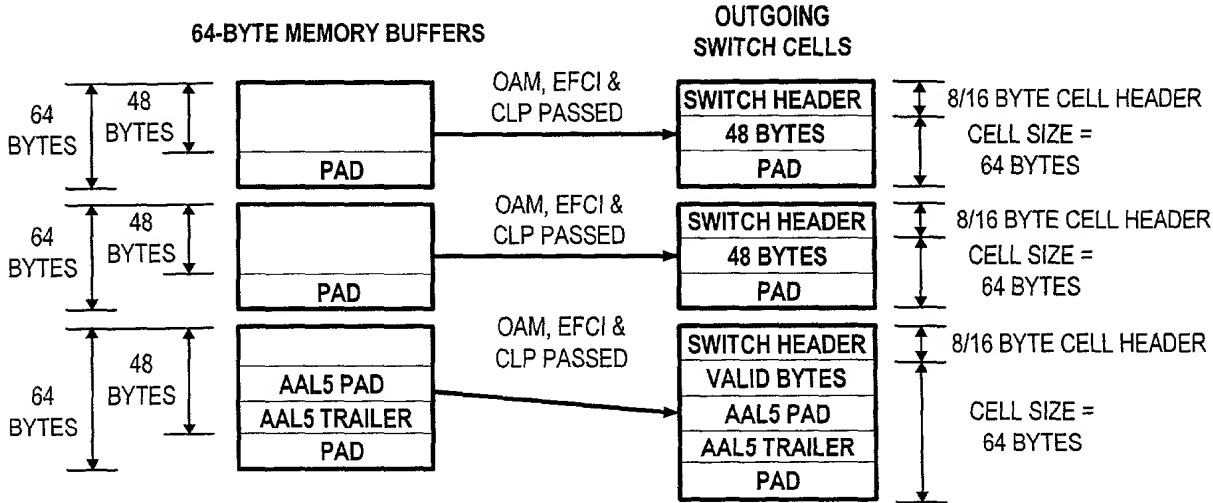 64-BYTE MEMORY BUFFERS
OUTGOING
SWITCH CELLS
64
BYTES
48
BYTES
PAD
OAM, EFCI &
CLP PASSED
SWITCH HEADER
48 BYTES
PAD
8/16 BYTE CELL HEADER
CELL SIZE =
64 BYTES
64
BYTES
48
BYTES
PAD
OAM, EFCI &
CLP PASSED
SWITCH HEADER
48 BYTES
PAD
8/16 BYTE CELL HEADER
CELL SIZE =
64 BYTES
64
BYTES
48
BYTES
AAL5 PAD
AAL5 TRAILER
PAD
OAM, EFCI &
CLP PASSED
SWITCH HEADER
VALID BYTES
AAL5 PAD
AAL5 TRAILER
PAD
8/16 BYTE CELL HEADER
CELL SIZE =
64 BYTES